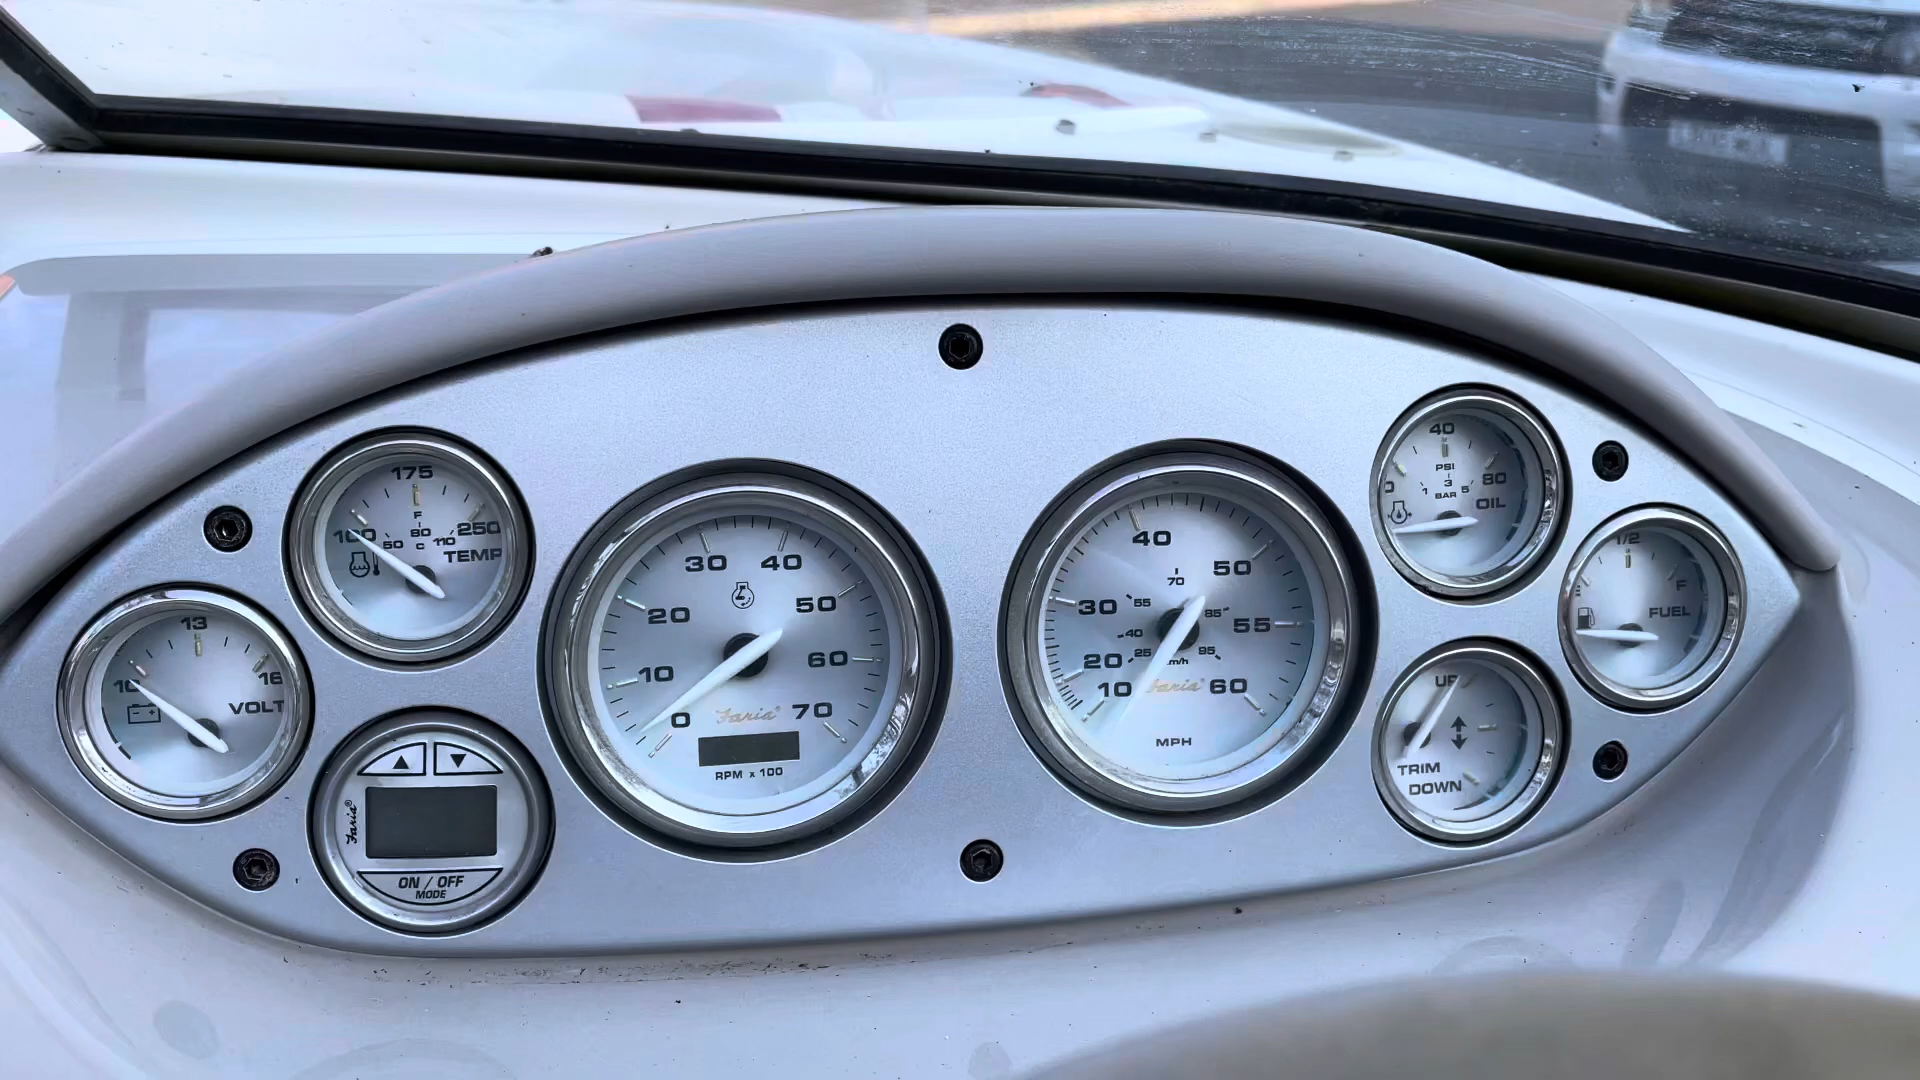 175
F
100 80 250
50 C 110
TEMP
13
10 16
VOLT
Faria®
ON / OFF
MODE
30 40
20 50
10 60
0 70
Faria®
RPM x 100
40
70
50
30 55 85
40 55
20 25 km/h 95
10 Faria® 60
MPH
40
PSI
0 80
1 3 5
BAR
OIL
1/2
E F
FUEL
UP
TRIM
DOWN